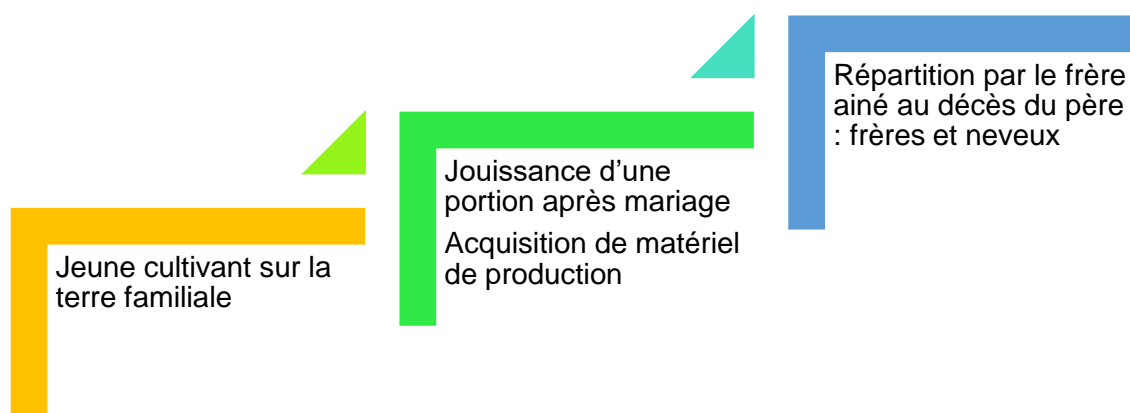 Jeune cultivant sur la
terre familiale
Jouissance d’une
portion après mariage
Acquisition de matériel
de production
Répartition par le frère
ainé au décès du père
: frères et neveux